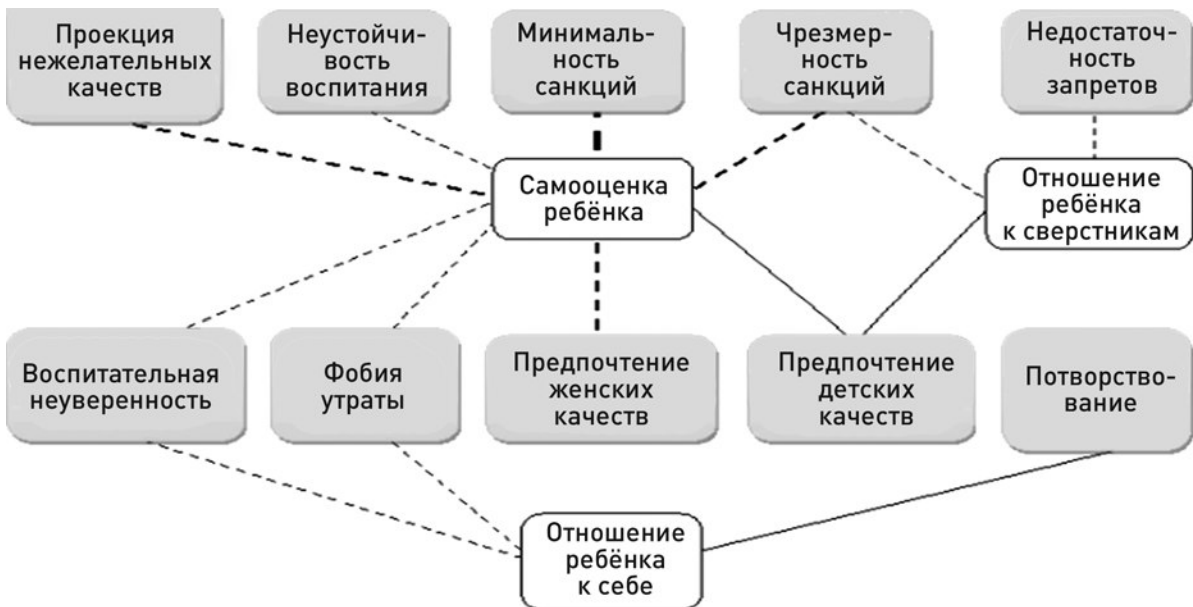 Проекция
нежелательных
качеств
Неустойчи-
вость
воспитания
Минималь-
ность
санкций
Чрезмер-
ность
санкций
Недостаточ-
ность
запретов
Самооценка
ребёнка
Отношение
ребёнка
к сверстникам
Воспитательная
неуверенность
Фобия
утраты
Предпочтение
женских
качеств
Предпочтение
детских
качеств
Потворство-
вание
Отношение
ребёнка
к себе